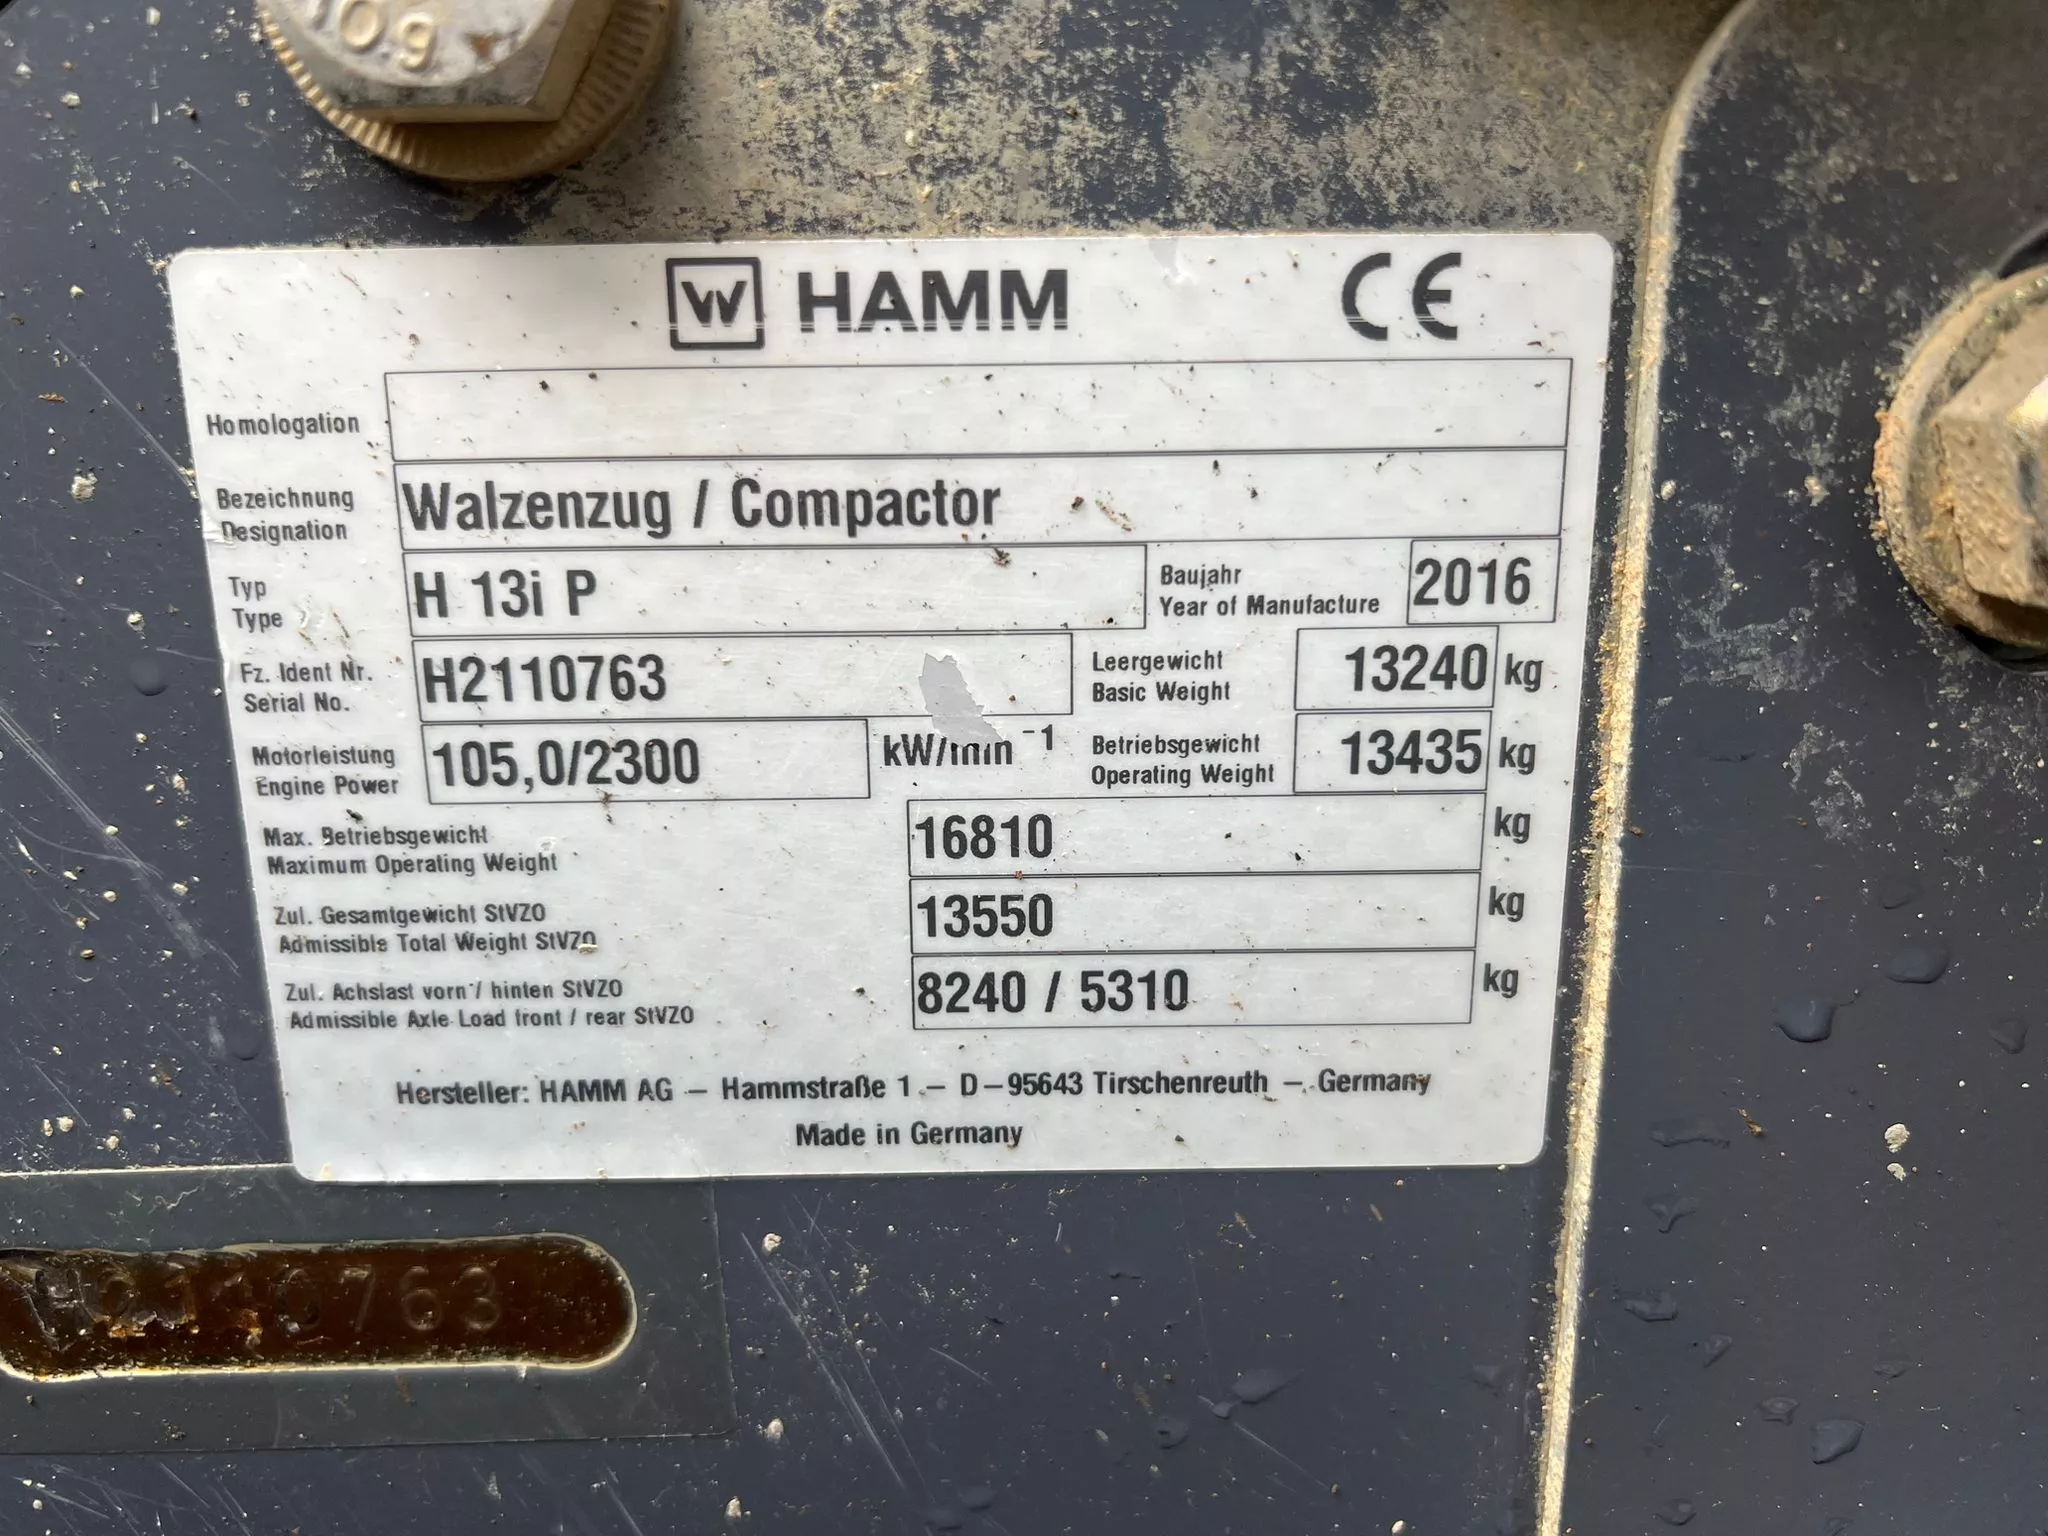 HAMM CE
Homologation
Bezeichnung
Designation
Walzenzug / Compactor
Typ
Type
H 13i P
Baujahr
Year of Manufacture
2016
Fz. Ident Nr.
Serial No.
H2110763
Leergewicht
Basic Weight
13240 kg
Motorleistung
Engine Power
105,0/2300 kW/min⁻¹
Betriebsgewicht
Operating Weight
13435 kg
Max. Betriebsgewicht
Maximum Operating Weight
16810 kg
Zul. Gesamtgewicht StVZO
Admissible Total Weight StVZO
13550 kg
Zul. Achslast vorn / hinten StVZO
Admissible Axle Load front / rear StVZO
8240 / 5310 kg
Hersteller: HAMM AG – Hammstraße 1 – D–95643 Tirschenreuth – Germany
Made in Germany
H2110763